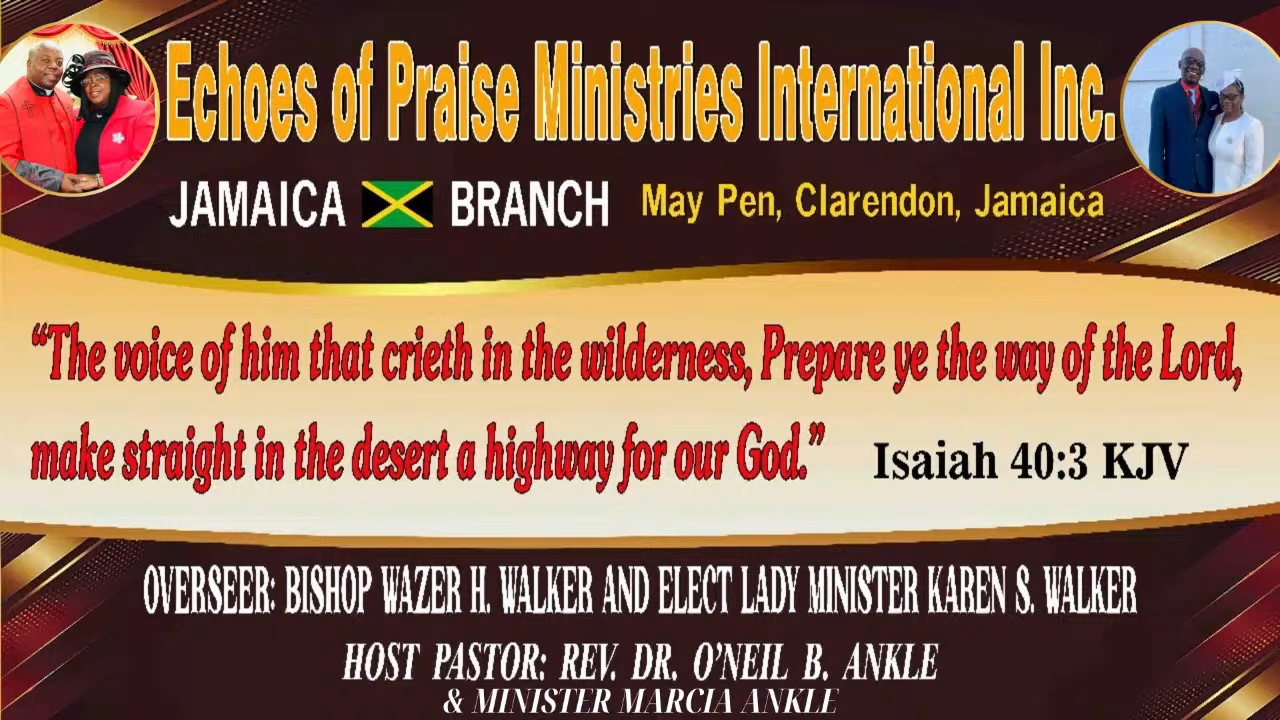 Echoes of Praise Ministries International Inc.
JAMAICA BRANCH May Pen, Clarendon, Jamaica
“The voice of him that crieth in the wilderness, Prepare ye the way of the Lord,
make straight in the desert a highway for our God.” Isaiah 40:3 KJV
OVERSEER: BISHOP WAZER H. WALKER AND ELECT LADY MINISTER KAREN S. WALKER
HOST PASTOR: REV. DR. O’NEIL B. ANKLE
& MINISTER MARCIA ANKLE